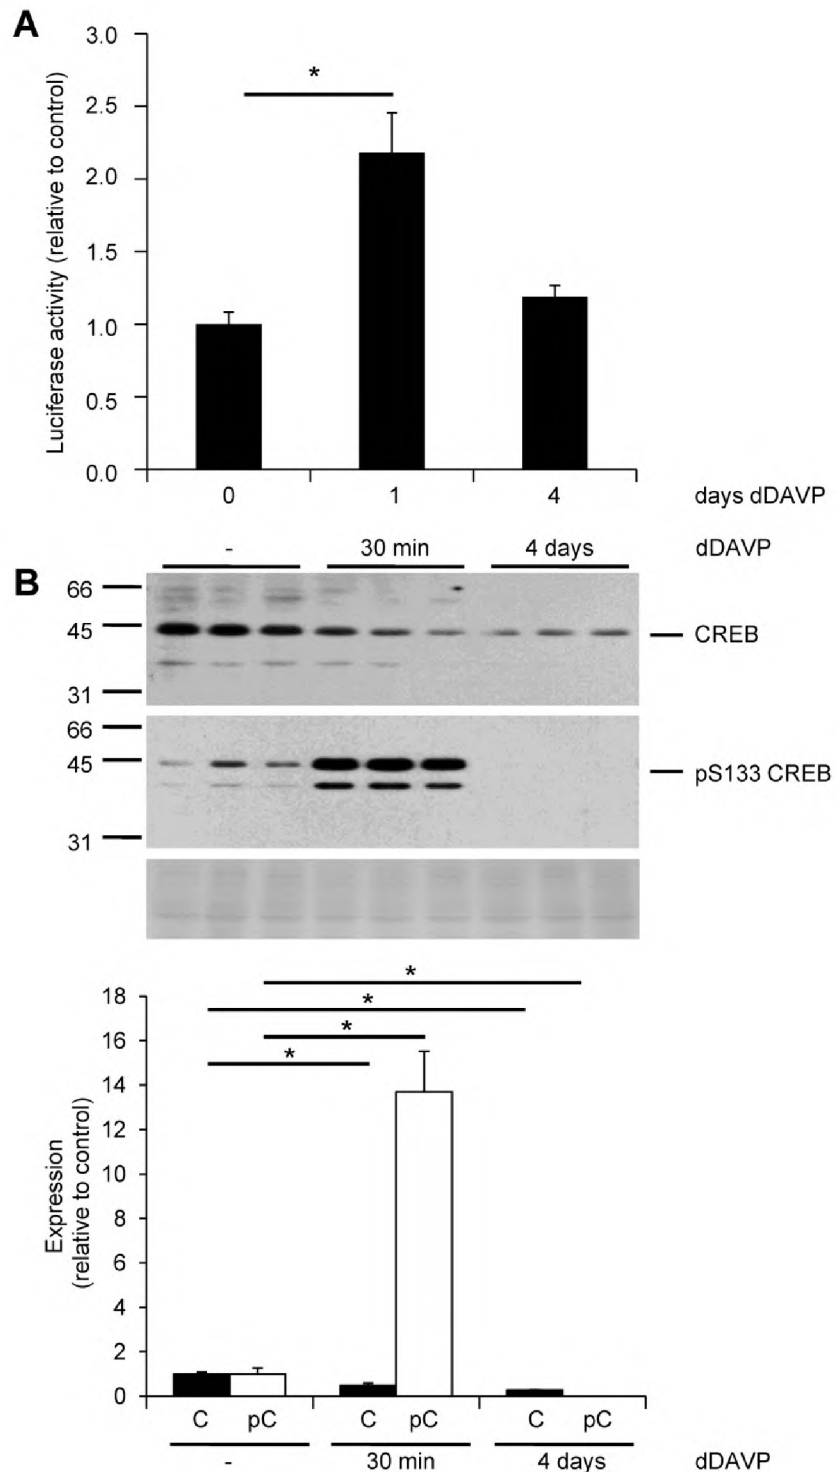 A
Luciferase activity (relative to control)
3.0
*
2.5
2.0
1.5
1.0
0.5
0.0
0 1 4 days dDAVP
- 30 min 4 days dDAVP
B
66
45
CREB
31
66
45
pS133 CREB
31
Expression
(relative to control)
*
18
*
16
*
*
14
12
10
8
6
4
2
0
C pC C pC C pC
- 30 min 4 days dDAVP